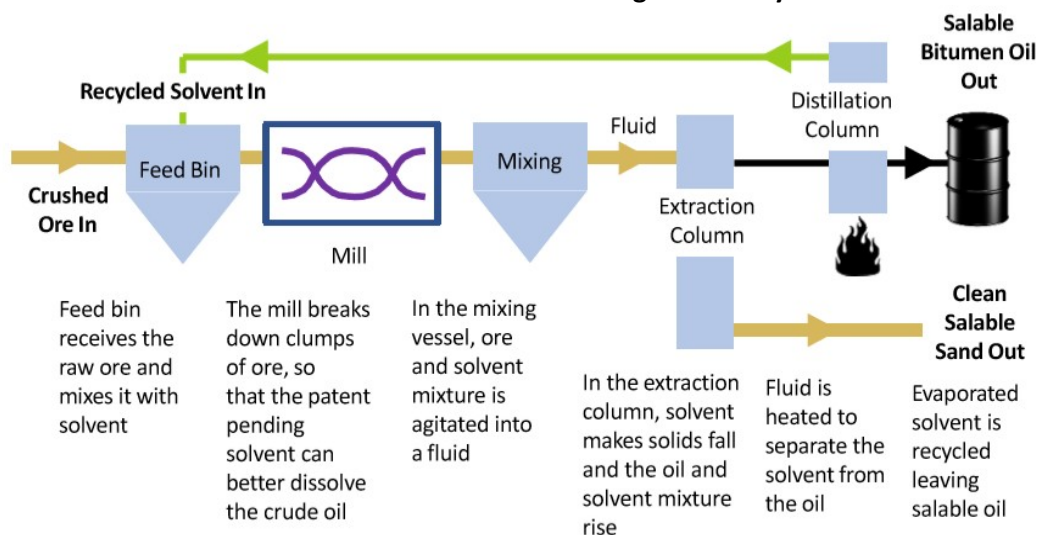 Salable
Bitumen Oil
Out
Recycled Solvent In
Distillation
Column
Fluid
Feed Bin
Mixing
Crushed
Ore In
Mill
Extraction
Column
Clean
Salable
Sand Out
Feed bin
receives the
raw ore and
mixes it with
solvent
The mill breaks
down clumps
of ore, so
that the patent
pending
solvent can
better dissolve
the crude oil
In the mixing
vessel, ore
and solvent
mixture is
agitated into
a fluid
In the extraction
column, solvent
makes solids fall
and the oil and
solvent mixture
rise
Fluid is
heated to
separate the
solvent from
the oil
Evaporated
solvent is
recycled
leaving
salable oil